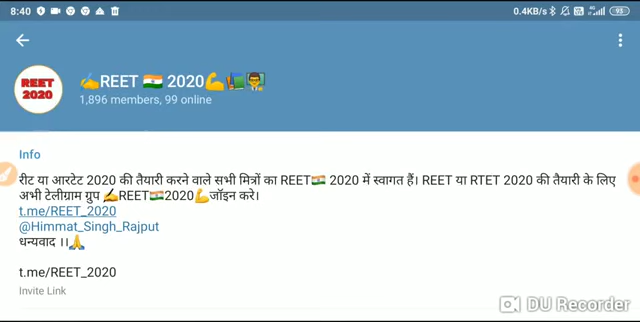 8:40
0.4KB/s
4G
93
REET
2020
✍REET 🇮🇳 2020💪📚👨‍🏫
1,896 members, 99 online
Info
रीट या आरटेट 2020 की तैयारी करने वाले सभी मित्रों का REET🇮🇳 2020 में स्वागत हैं। REET या RTET 2020 की तैयारी के लिए
अभी टेलीग्राम ग्रुप ✍REET🇮🇳2020💪जॉइन करे।
t.me/REET_2020
@Himmat_Singh_Rajput
धन्यवाद ।।🙏
t.me/REET_2020
Invite Link
DU Recorder